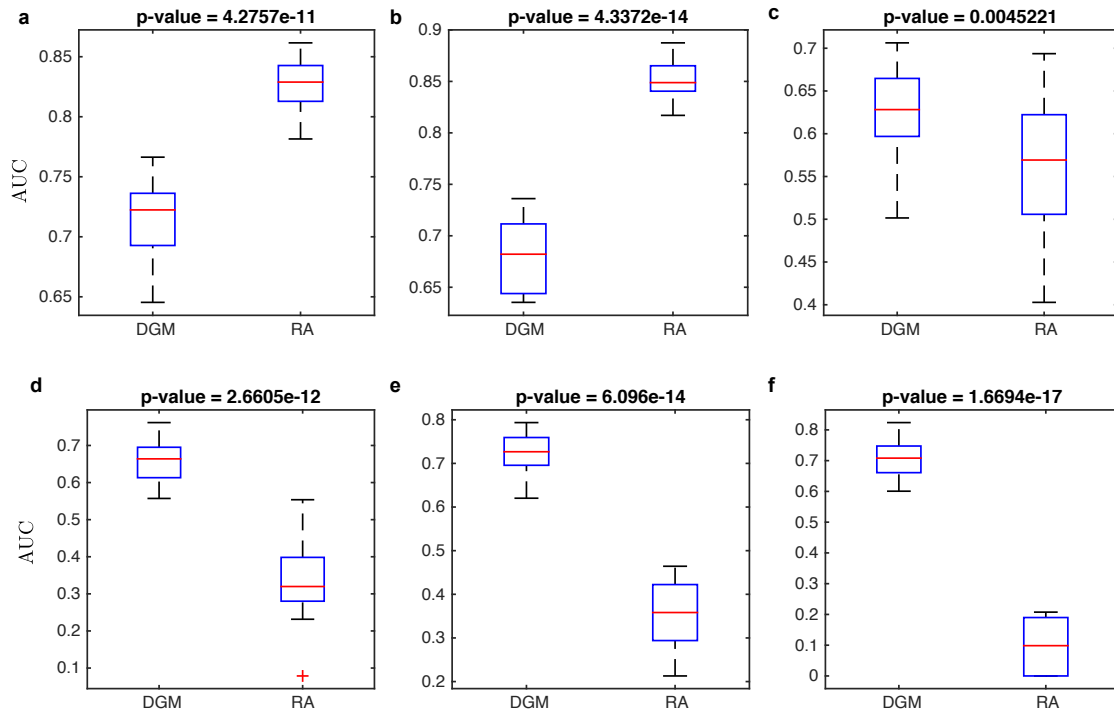 a
p-value = 4.2757e-11
AUC
0.85
0.8
0.75
0.7
0.65
DGM RA
b
p-value = 4.3372e-14
0.9
0.85
0.8
0.75
0.7
0.65
DGM RA
c
p-value = 0.0045221
0.7
0.65
0.6
0.55
0.5
0.45
0.4
DGM RA
d
p-value = 2.6605e-12
AUC
0.7
0.6
0.5
0.4
0.3
0.2
0.1
DGM RA
e
p-value = 6.096e-14
0.8
0.7
0.6
0.5
0.4
0.3
0.2
DGM RA
f
p-value = 1.6694e-17
0.8
0.7
0.6
0.5
0.4
0.3
0.2
0.1
0
DGM RA